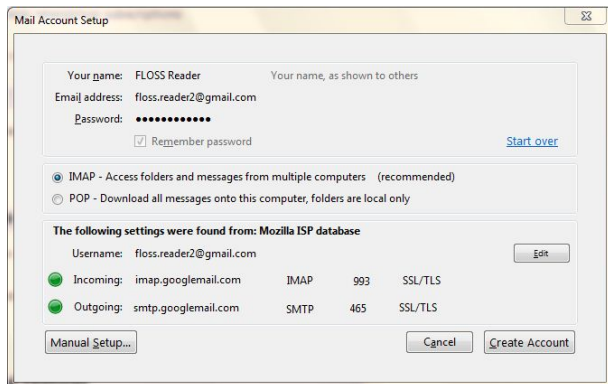 Mail Account Setup
Your name: FLOSS Reader Your name, as shown to others
Email address: floss.reader2@gmail.com
Password: ●●●●●●●●●●●●
Remember password Start over
IMAP - Access folders and messages from multiple computers (recommended)
POP - Download all messages onto this computer, folders are local only
The following settings were found from: Mozilla ISP database
Username: floss.reader2@gmail.com Edit
Incoming: imap.googlemail.com IMAP 993 SSL/TLS
Outgoing: smtp.googlemail.com SMTP 465 SSL/TLS
Manual Setup... Cancel Create Account